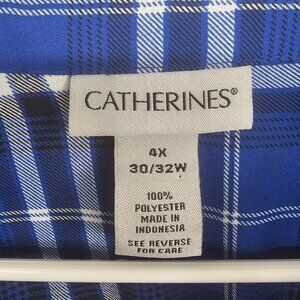 CATHERINES®
4X
30/32W
100%
POLYESTER
MADE IN
INDONESIA
SEE REVERSE
FOR CARE